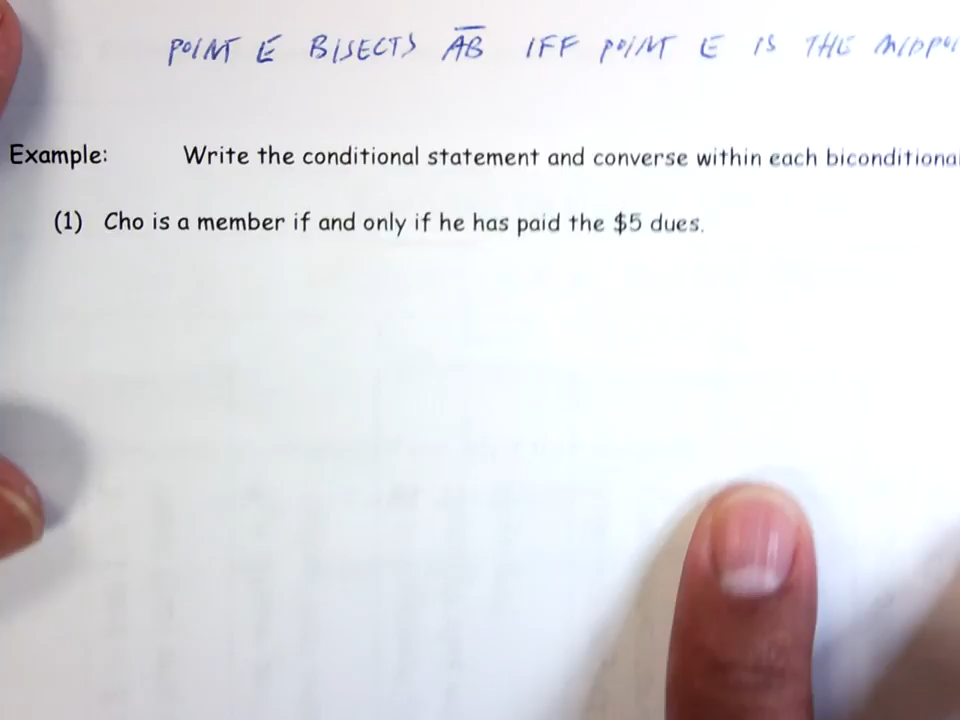 POINT E BISECTS AB IFF POINT E IS THE
Example: Write the conditional statement and converse within each biconditional
(1) Cho is a member if and only if he has paid the $5 dues.